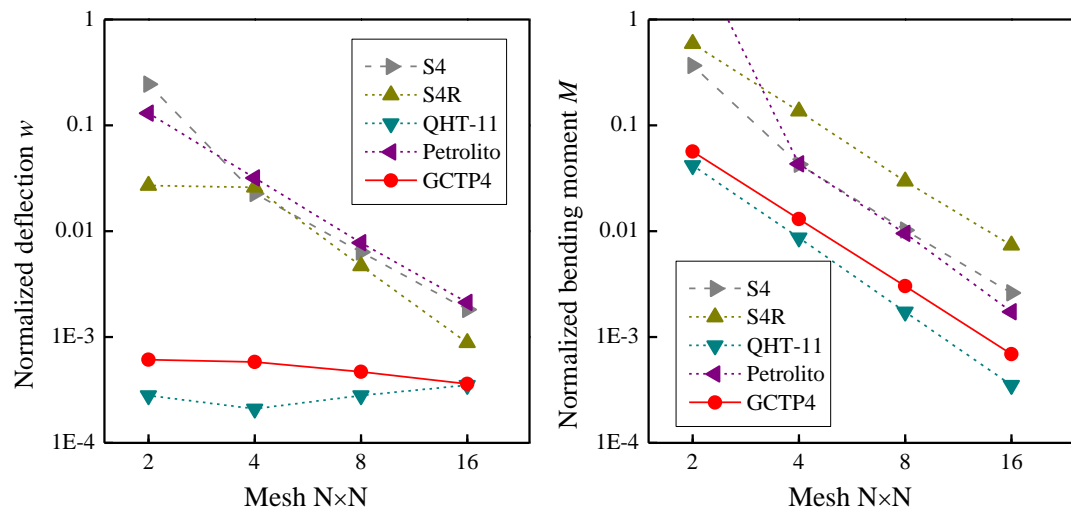 Normalized deflection w
1
0.1
0.01
1E-3
1E-4
S4
S4R
QHT-11
Petrolito
GCTP4
2 4 8 16
Mesh N×N
Normalized bending moment M
1
0.1
0.01
1E-3
1E-4
S4
S4R
QHT-11
Petrolito
GCTP4
2 4 8 16
Mesh N×N